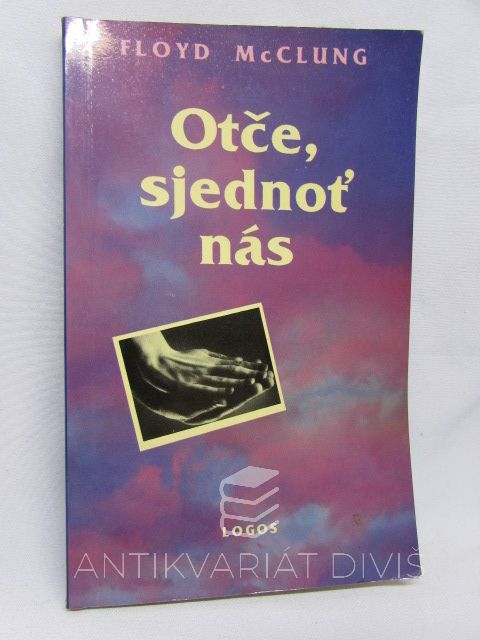 FLOYD McCLUNG
Otče,
sjednoť
nás
LOGOS
ANTIKVARIÁT DIVIŠ